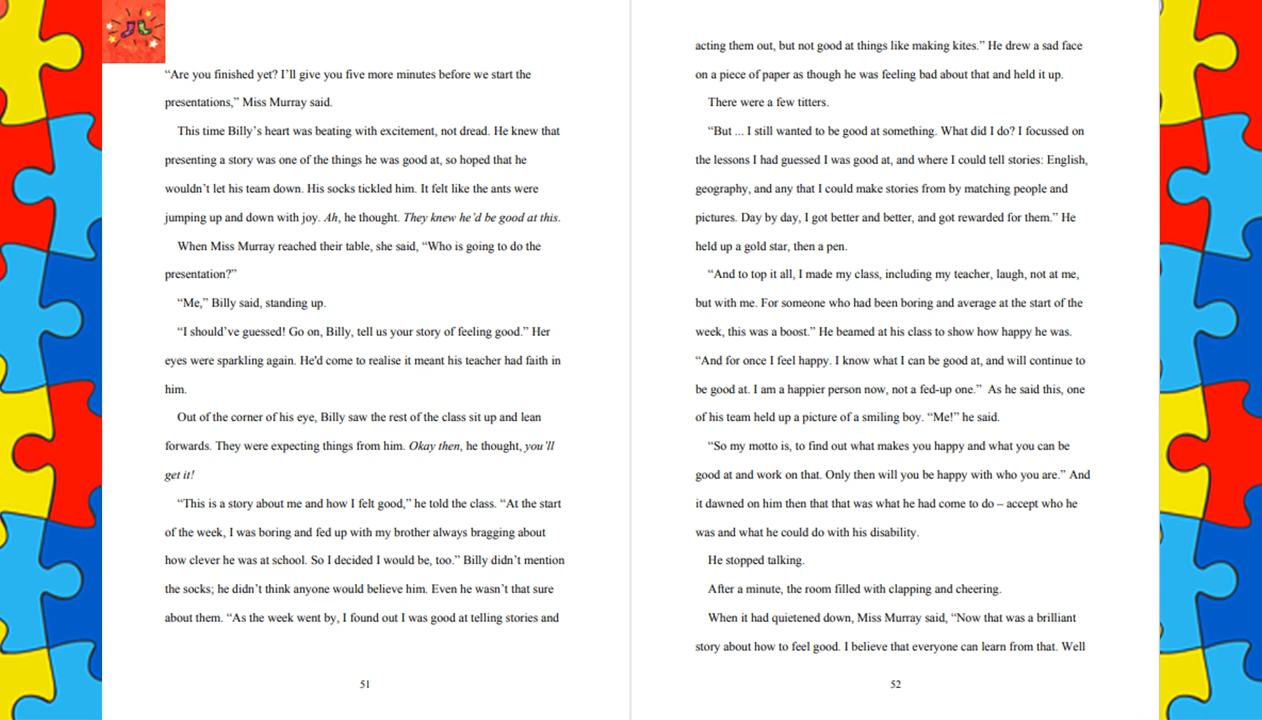 “Are you finished yet? I’ll give you five more minutes before we start the
presentations,” Miss Murray said.
This time Billy’s heart was beating with excitement, not dread. He knew that
presenting a story was one of the things he was good at, so hoped that he
wouldn’t let his team down. His socks tickled him. It felt like the ants were
jumping up and down with joy. Ah, he thought. They knew he’d be good at this.
When Miss Murray reached their table, she said, “Who is going to do the
presentation?”
“Me,” Billy said, standing up.
“I should’ve guessed! Go on, Billy, tell us your story of feeling good.” Her
eyes were sparkling again. He'd come to realise it meant his teacher had faith in
him.
Out of the corner of his eye, Billy saw the rest of the class sit up and lean
forwards. They were expecting things from him. Okay then, he thought, you’ll
get it!
“This is a story about me and how I felt good,” he told the class. “At the start
of the week, I was boring and fed up with my brother always bragging about
how clever he was at school. So I decided I would be, too.” Billy didn’t mention
the socks; he didn’t think anyone would believe him. Even he wasn’t that sure
about them. “As the week went by, I found out I was good at telling stories and
51
acting them out, but not good at things like making kites.” He drew a sad face
on a piece of paper as though he was feeling bad about that and held it up.
There were a few titters.
“But ... I still wanted to be good at something. What did I do? I focussed on
the lessons I had guessed I was good at, and where I could tell stories: English,
geography, and any that I could make stories from by matching people and
pictures. Day by day, I got better and better, and got rewarded for them.” He
held up a gold star, then a pen.
“And to top it all, I made my class, including my teacher, laugh, not at me,
but with me. For someone who had been boring and average at the start of the
week, this was a boost.” He beamed at his class to show how happy he was.
“And for once I feel happy. I know what I can be good at, and will continue to
be good at. I am a happier person now, not a fed-up one.”  As he said this, one
of his team held up a picture of a smiling boy. “Me!” he said.
“So my motto is, to find out what makes you happy and what you can be
good at and work on that. Only then will you be happy with who you are.” And
it dawned on him then that that was what he had come to do – accept who he
was and what he could do with his disability.
He stopped talking.
After a minute, the room filled with clapping and cheering.
When it had quietened down, Miss Murray said, “Now that was a brilliant
story about how to feel good. I believe that everyone can learn from that. Well
52